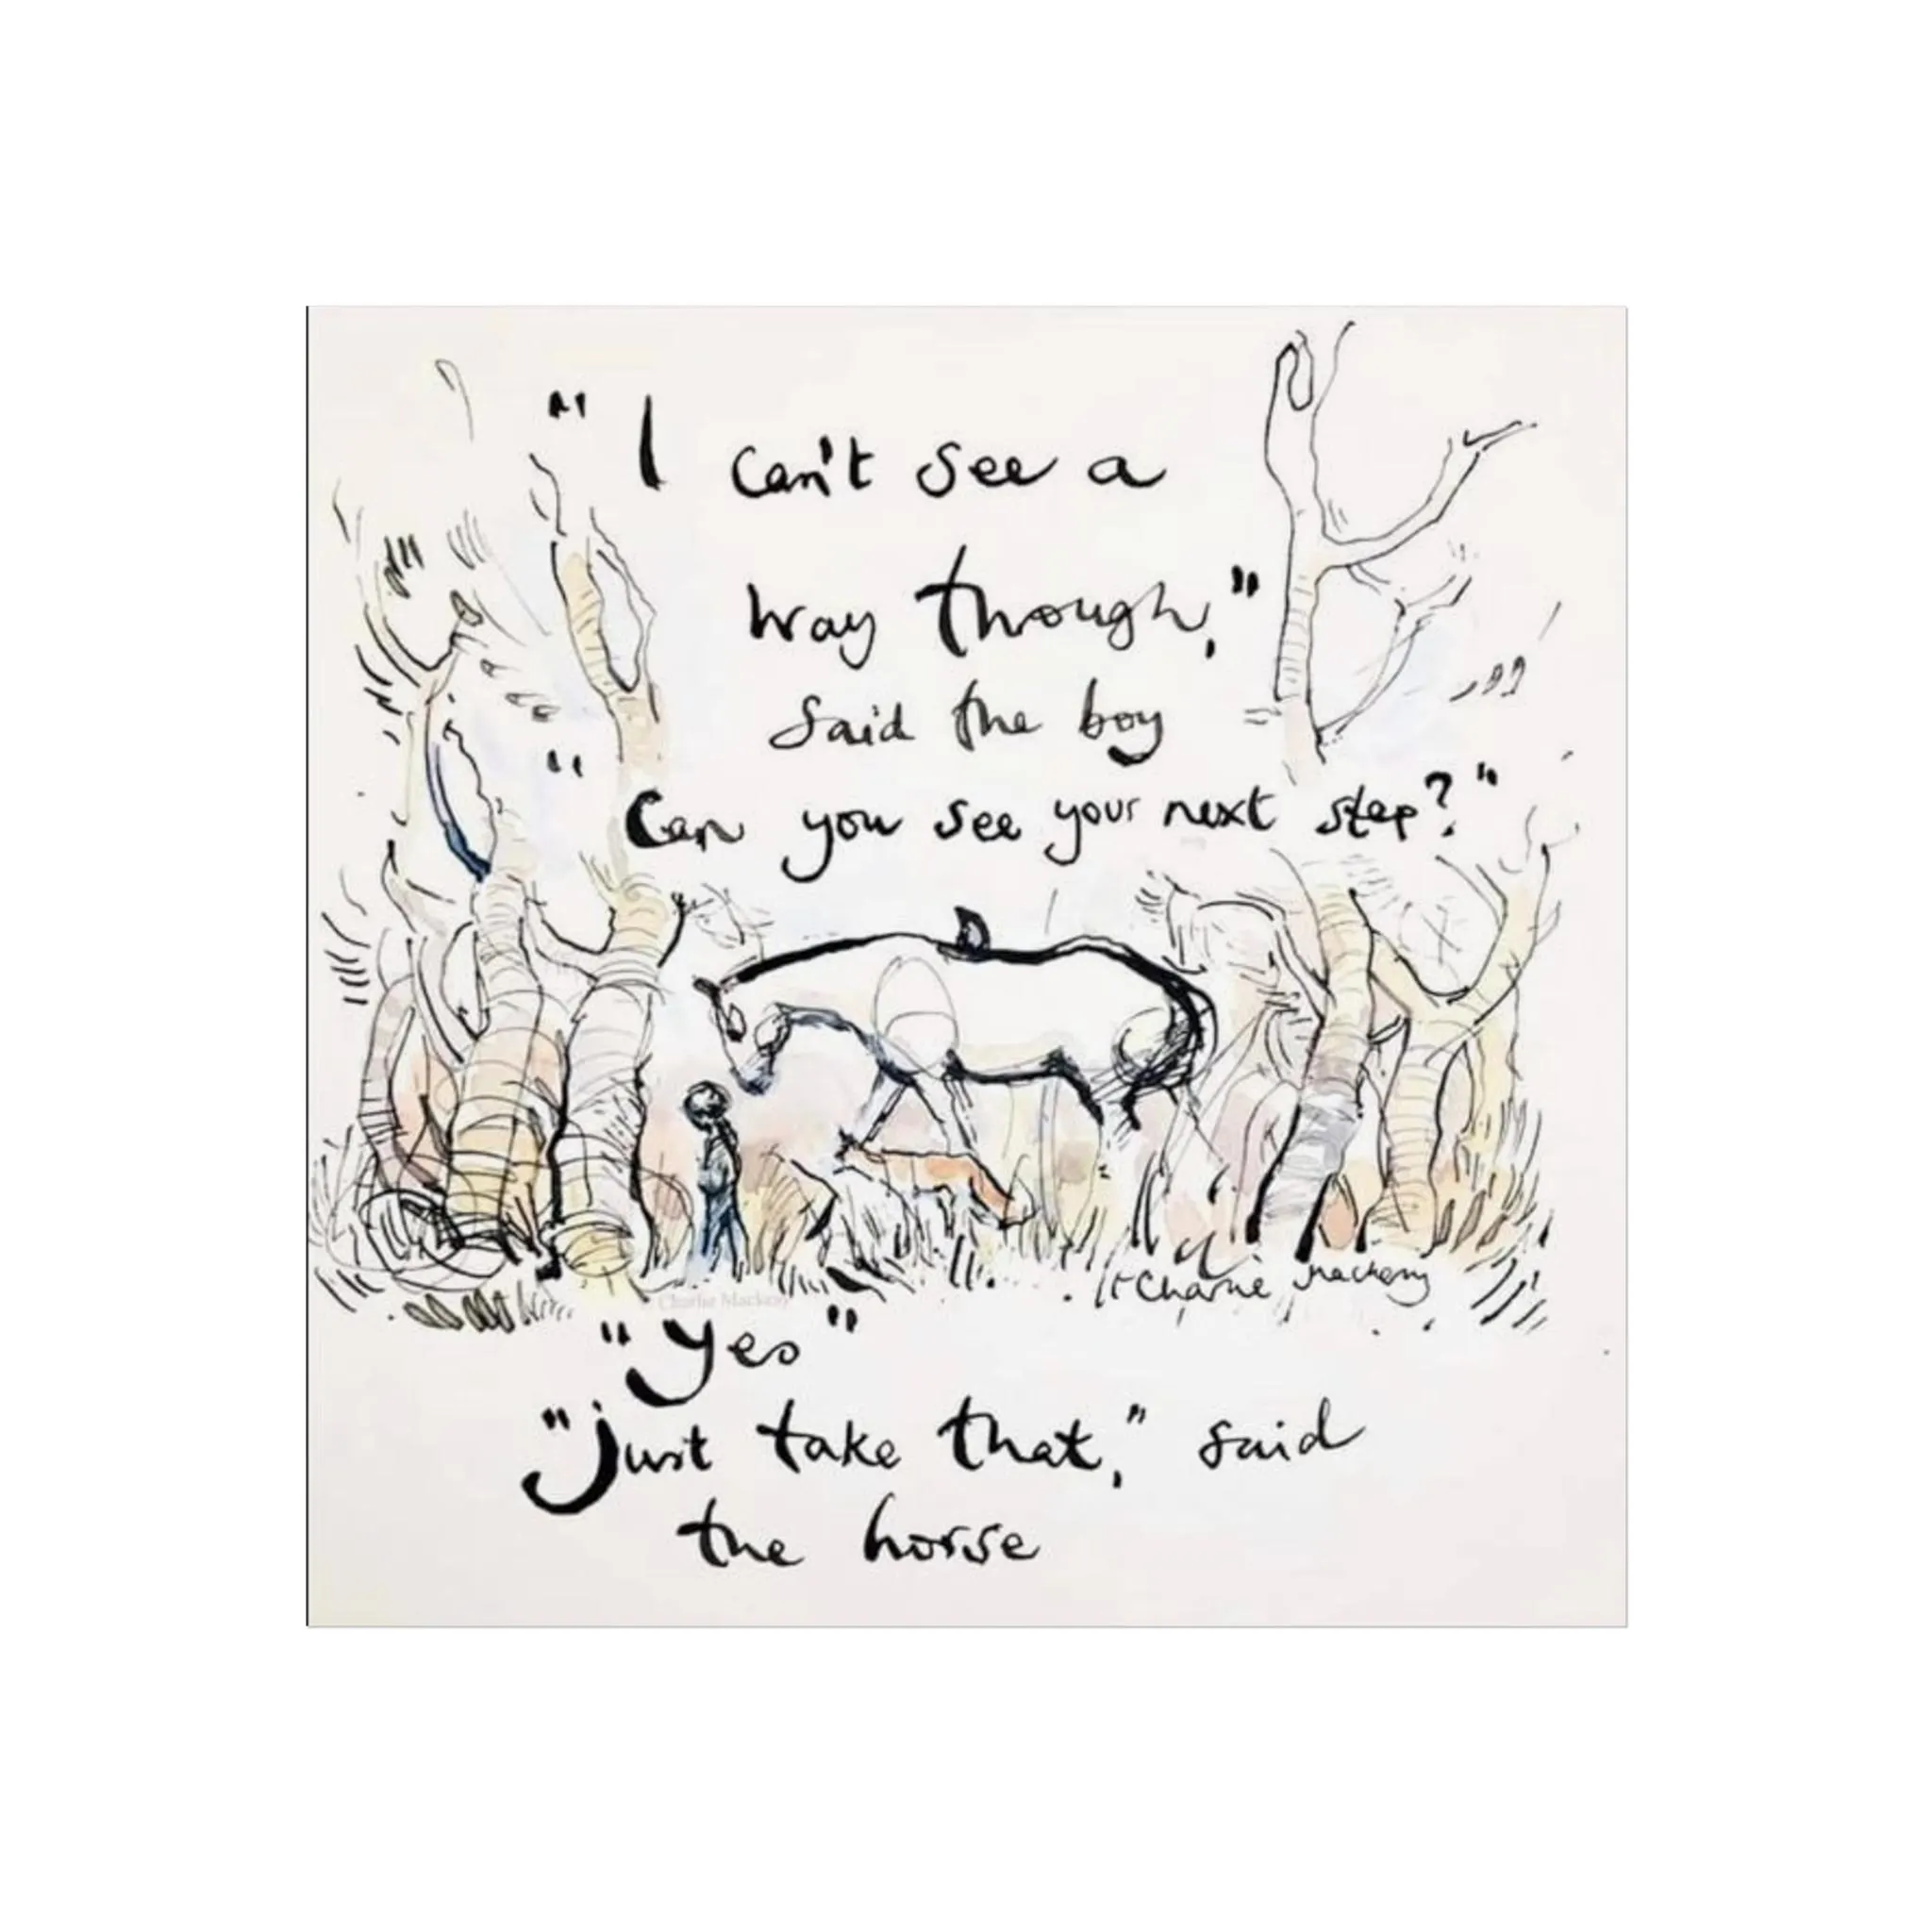 "I can't see a
way through,"
said the boy
"Can you see your next step?"
Charlie Mackesy
© Charlie Mackesy
"Yes"
"just take that," said
the horse